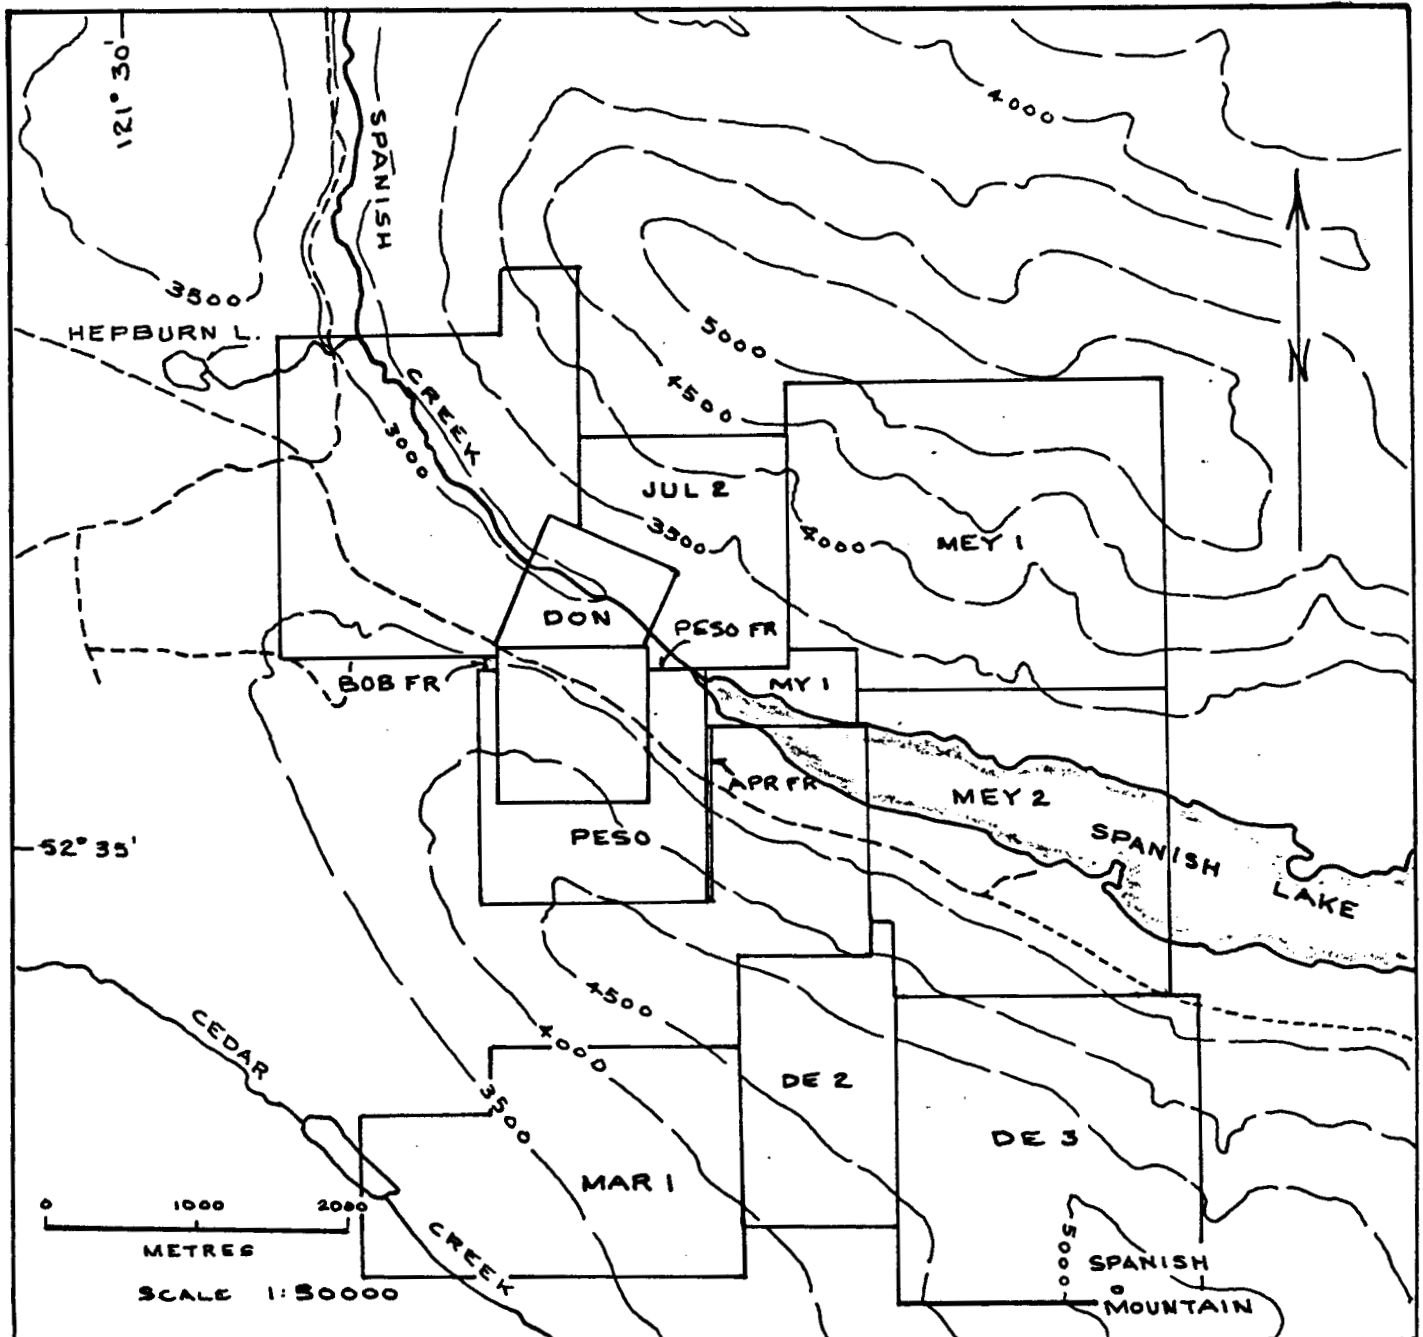 121° 30'
SPANISH
4000
3500
HEPBURN L.
5000
4500
CREEK
3000
JUL 2
3500
4000
MEY 1
DON
PESO FR
BOB FR
MY 1
APR FR
MEY 2
PESO
SPANISH
LAKE
52° 35'
4500
CEDAR
4000
DE 2
3500
DE 3
MAR 1
0 1000 2000
METRES
SCALE 1:50000
CREEK
5000
SPANISH
MOUNTAIN
N